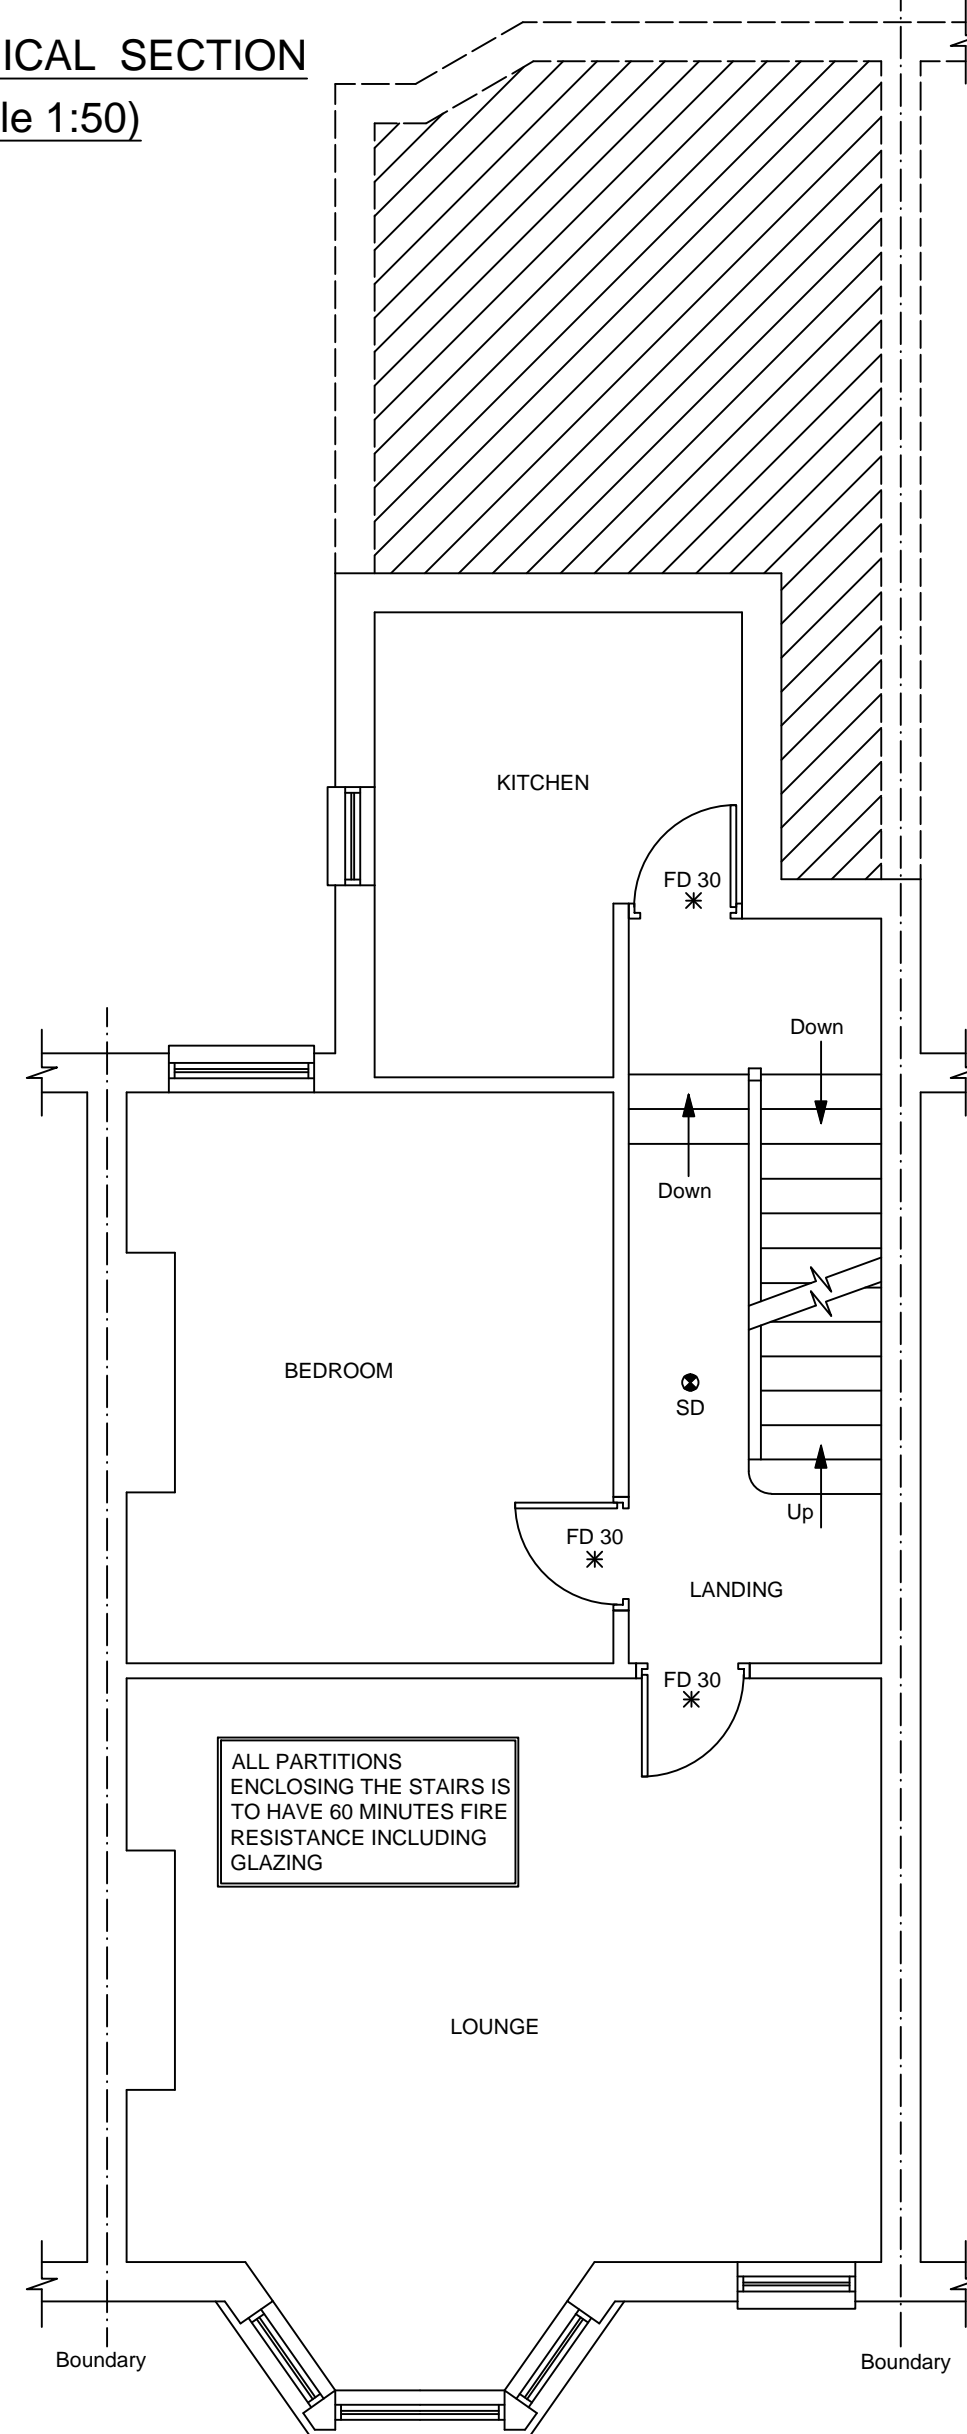 ICAL SECTION
le 1:50)
KITCHEN
FD 30
Down
Down
BEDROOM
SD
Up
FD 30
LANDING
FD 30
ALL PARTITIONS
ENCLOSING THE STAIRS IS
TO HAVE 60 MINUTES FIRE
RESISTANCE INCLUDING
GLAZING
LOUNGE
Boundary
Boundary